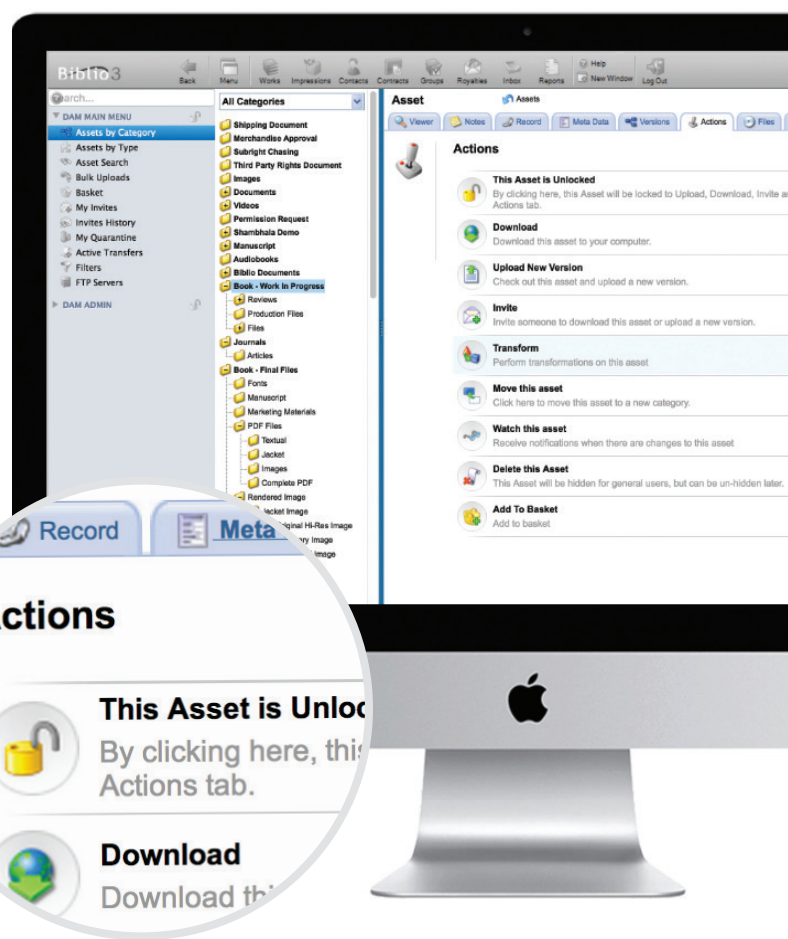 Biblio3
Back
Menu
Works
Impressions
Contacts
Contracts
Groups
Royalties
Inbox
Reports
Help
New Window
Log Out
earch...
DAM MAIN MENU
Assets by Category
Assets by Type
Asset Search
Bulk Uploads
Basket
My Invites
Invites History
My Quarantine
Active Transfers
Filters
FTP Servers
DAM ADMIN
All Categories
Shipping Document
Merchandise Approval
Subright Chasing
Third Party Rights Document
Images
Documents
Videos
Permission Request
Shambhala Demo
Manuscript
Audiobooks
Biblio Documents
Book - Work In Progress
Reviews
Production Files
Files
Journals
Articles
Book - Final Files
Fonts
Manuscript
Marketing Materials
PDF Files
Textual
Jacket
Images
Complete PDF
Rendered Image
Jacket Image
iginal Hi-Res Image
ry Image
Image
Asset
Assets
Viewer
Notes
Record
Meta Data
Versions
Actions
Files
Actions
This Asset is Unlocked
By clicking here, this Asset will be locked to Upload, Download, Invite a
Actions tab.
Download
Download this asset to your computer.
Upload New Version
Check out this asset and upload a new version.
Invite
Invite someone to download this asset or upload a new version.
Transform
Perform transformations on this asset
Move this asset
Click here to move this asset to a new category.
Watch this asset
Receive notifications when there are changes to this asset
Delete this Asset
This Asset will be hidden for general users, but can be un-hidden later.
Add To Basket
Add to basket
Record
Meta
ctions
This Asset is Unloc
By clicking here, this
Actions tab.
Download
Download thi